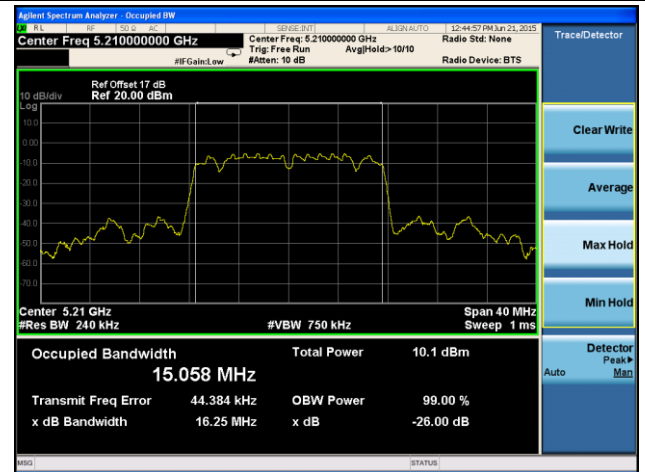 Agilent Spectrum Analyzer - Occupied BW
RL RF 50 Ω AC SENSE:INT ALIGN AUTO 12:44:57 PM Jun 21, 2015
Center Freq 5.210000000 GHz Center Freq: 5.210000000 GHz Radio Std: None Trace/Detector
Trig: Free Run Avg|Hold:>10/10
#IFGain:Low #Atten: 10 dB Radio Device: BTS
Ref Offset 17 dB
10 dB/div Ref 20.00 dBm
Log
10.0
0.00
-10.0
-20.0
-30.0
-40.0
-50.0
-60.0
-70.0
Center 5.21 GHz Span 40 MHz
#Res BW 240 kHz #VBW 750 kHz Sweep 1 ms
Occupied Bandwidth Total Power 10.1 dBm
15.058 MHz
Transmit Freq Error 44.384 kHz OBW Power 99.00 %
x dB Bandwidth 16.25 MHz x dB -26.00 dB
Clear Write
Average
Max Hold
Min Hold
Detector
Peak▶
Auto Man
MSG STATUS